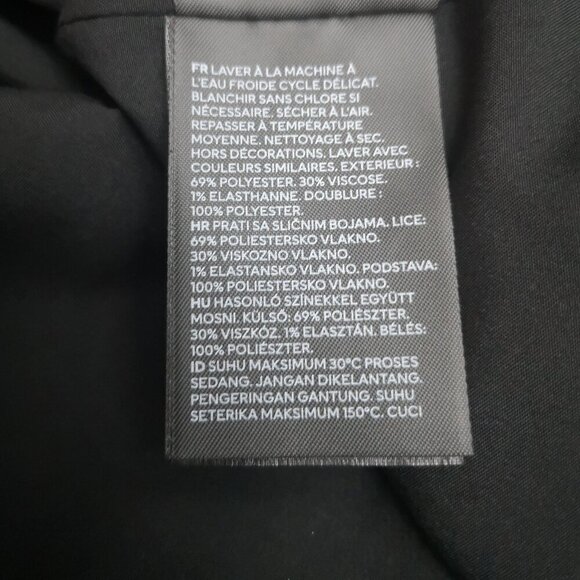 FR LAVER À LA MACHINE À
L'EAU FROIDE CYCLE DÉLICAT.
BLANCHIR SANS CHLORE SI
NÉCESSAIRE. SÉCHER À L'AIR.
REPASSER À TEMPÉRATURE
MOYENNE. NETTOYAGE À SEC.
HORS DÉCORATIONS. LAVER AVEC
COULEURS SIMILAIRES. EXTERIEUR :
69% POLYESTER. 30% VISCOSE.
1% ELASTHANNE. DOUBLURE :
100% POLYESTER.
HR PRATI SA SLIČNIM BOJAMA. LICE:
69% POLIESTERSKO VLAKNO.
30% VISKOZNO VLAKNO.
1% ELASTANSKO VLAKNO. PODSTAVA:
100% POLIESTERSKO VLAKNO.
HU HASONLÓ SZÍNEKKEL EGYÜTT
MOSNI. KÜLSŐ: 69% POLIÉSZTER.
30% VISZKÓZ. 1% ELASZTÁN. BÉLÉS:
100% POLIÉSZTER.
ID SUHU MAKSIMUM 30°C PROSES
SEDANG. JANGAN DIKELANTANG.
PENGERINGAN GANTUNG. SUHU
SETERIKA MAKSIMUM 150°C. CUCI